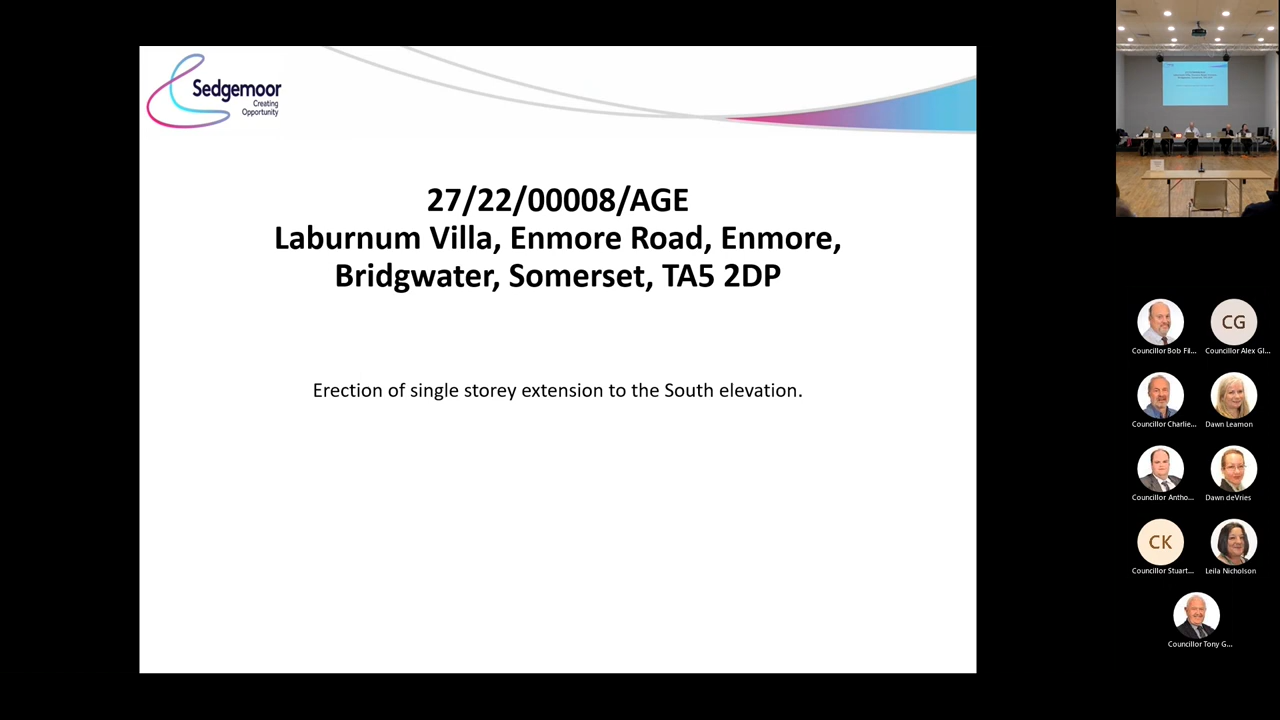 Sedgemoor
Creating
Opportunity
27/22/00008/AGE
Laburnum Villa, Enmore Road, Enmore,
Bridgwater, Somerset, TA5 2DP
Erection of single storey extension to the South elevation.
Councillor Bob Fil...
CG
Councillor Alex Gl...
Councillor Charlie...
Dawn Leamon
Councillor Antho...
Dawn deVries
CK
Councillor Stuart...
Leila Nicholson
Councillor Tony G...